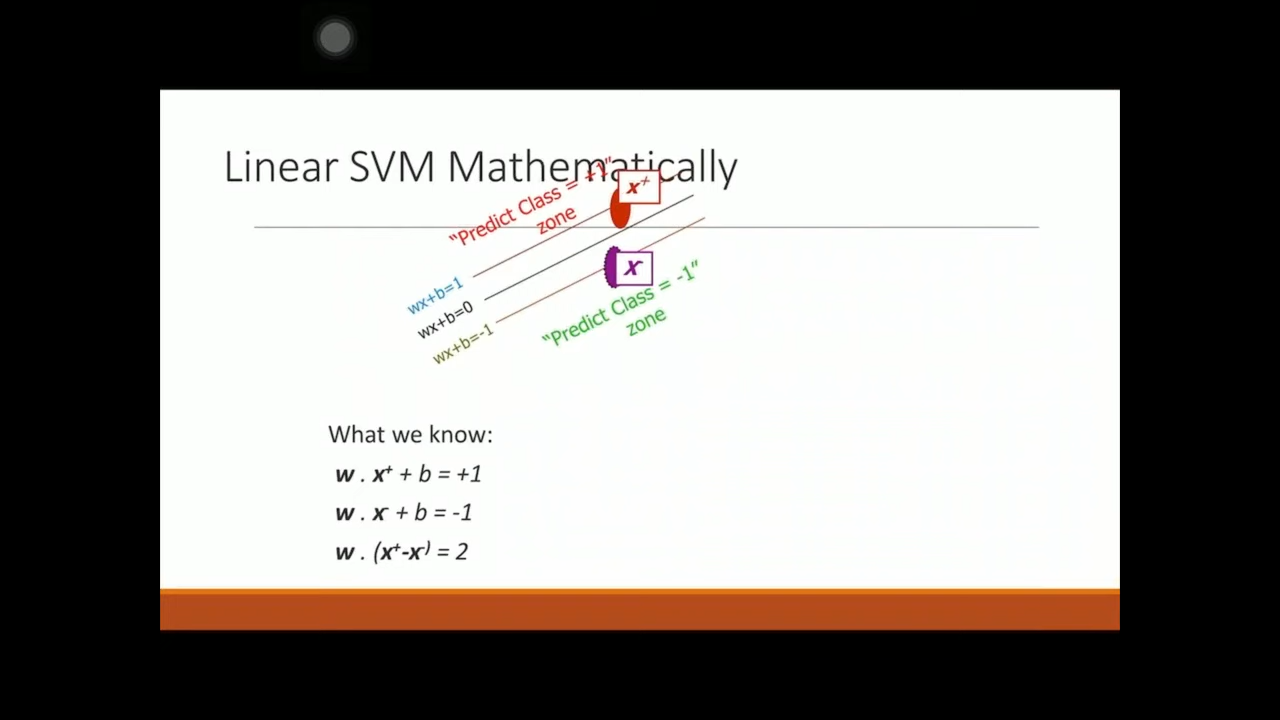 Linear SVM Mathematically
"Predict Class = +1"
zone
x⁺
wx+b=1
wx+b=0
wx+b=-1
x⁻
"Predict Class = -1"
zone
What we know:
w . x⁺ + b = +1
w . x⁻ + b = -1
w . (x⁺-x⁻) = 2